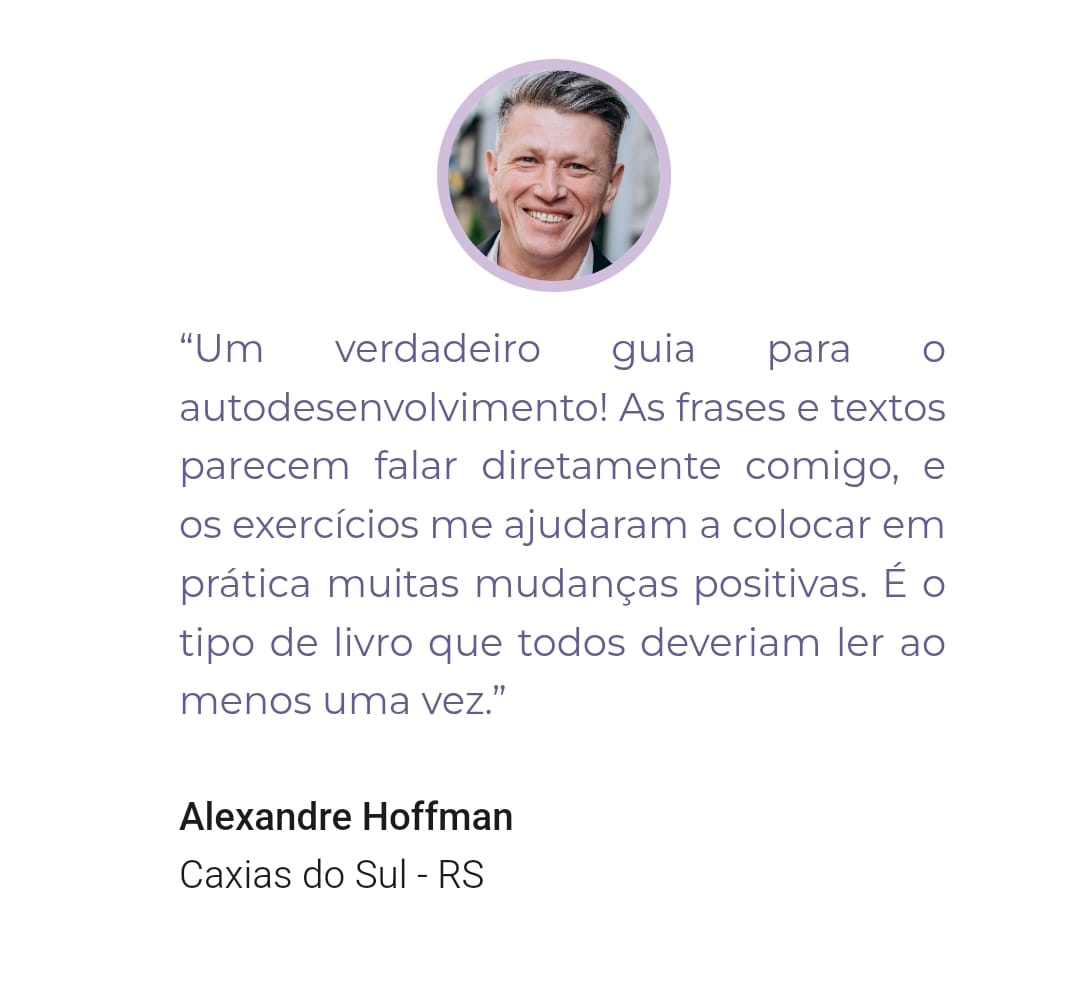 “Um verdadeiro guia para o
autodesenvolvimento! As frases e textos
parecem falar diretamente comigo, e
os exercícios me ajudaram a colocar em
prática muitas mudanças positivas. É o
tipo de livro que todos deveriam ler ao
menos uma vez.”
Alexandre Hoffman
Caxias do Sul - RS